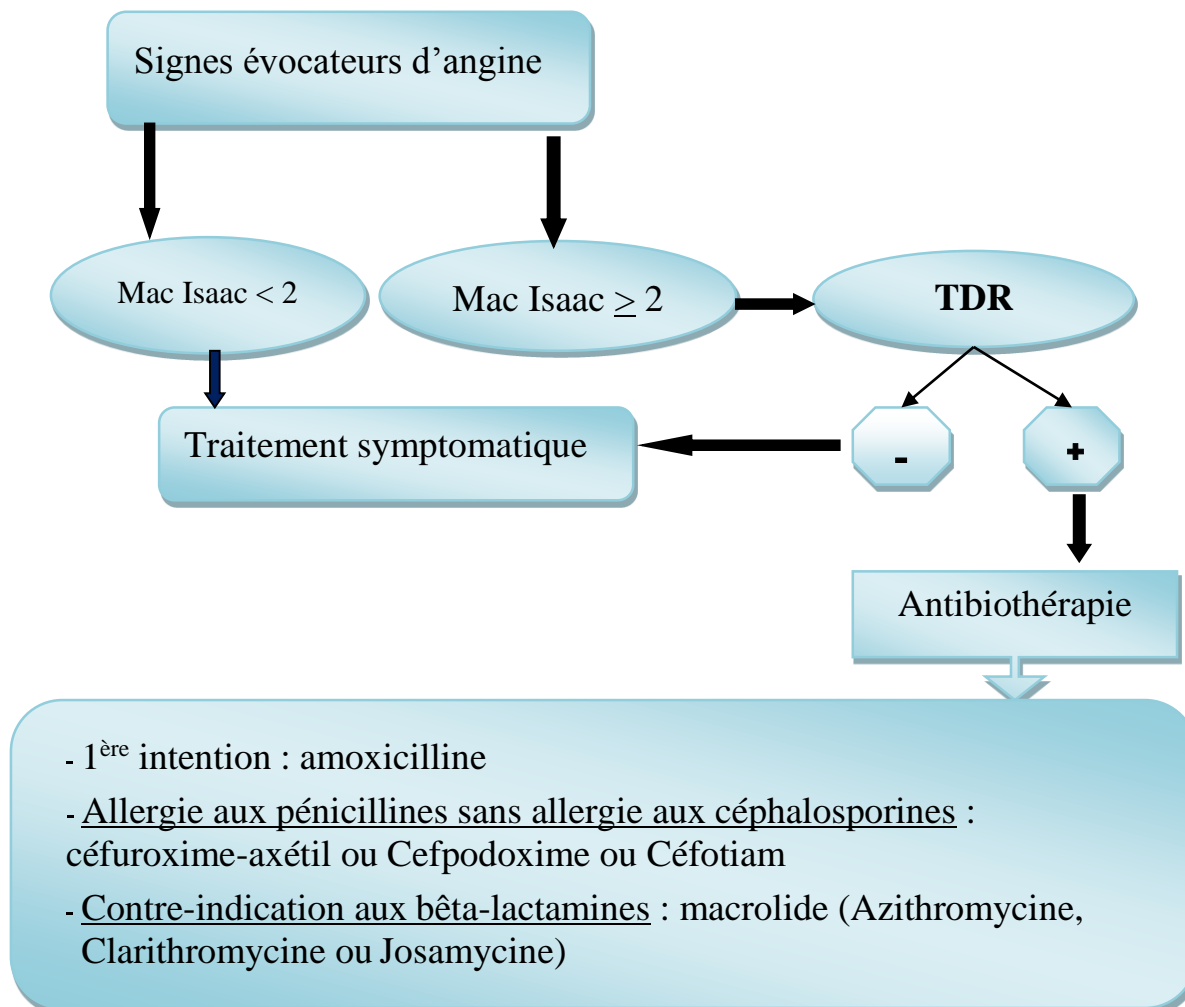 Signes évocateurs d’angine
Mac Isaac < 2
Mac Isaac ≥ 2
TDR
Traitement symptomatique
-
+
Antibiothérapie
- 1ère intention : amoxicilline
- Allergie aux pénicillines sans allergie aux céphalosporines :
céfuroxime-axétil ou Cefpodoxime ou Céfotiam
- Contre-indication aux bêta-lactamines : macrolide (Azithromycine,
Clarithromycine ou Josamycine)